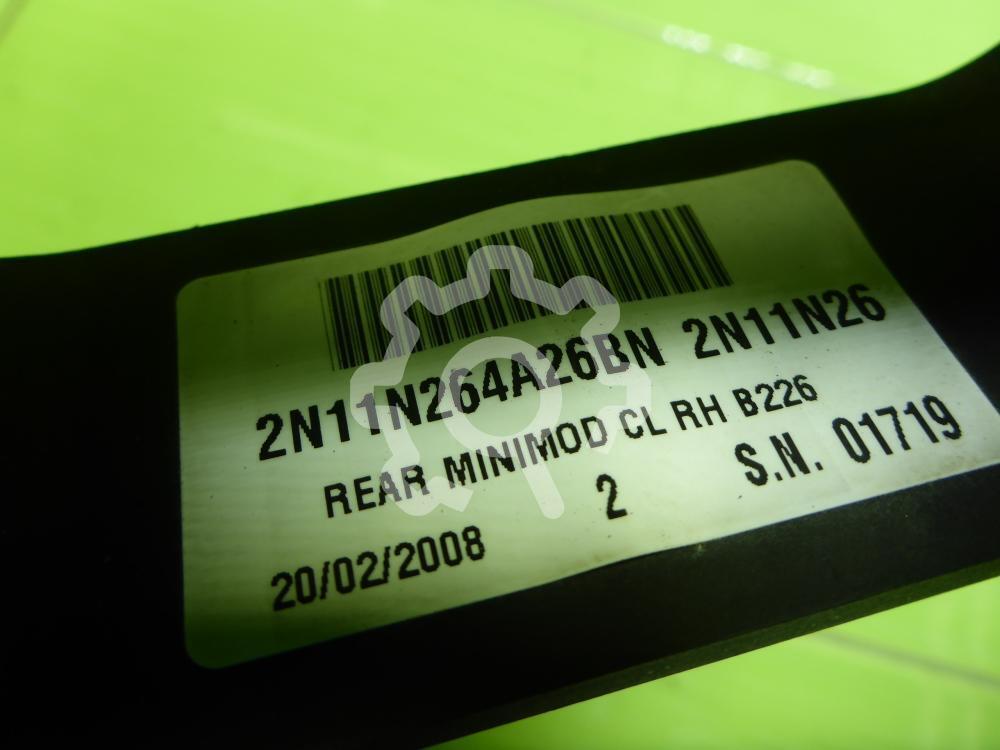 2N11N264A26BN 2N11N26
REAR MINIMOD CL RH B226
2 S.N. 01719
20/02/2008